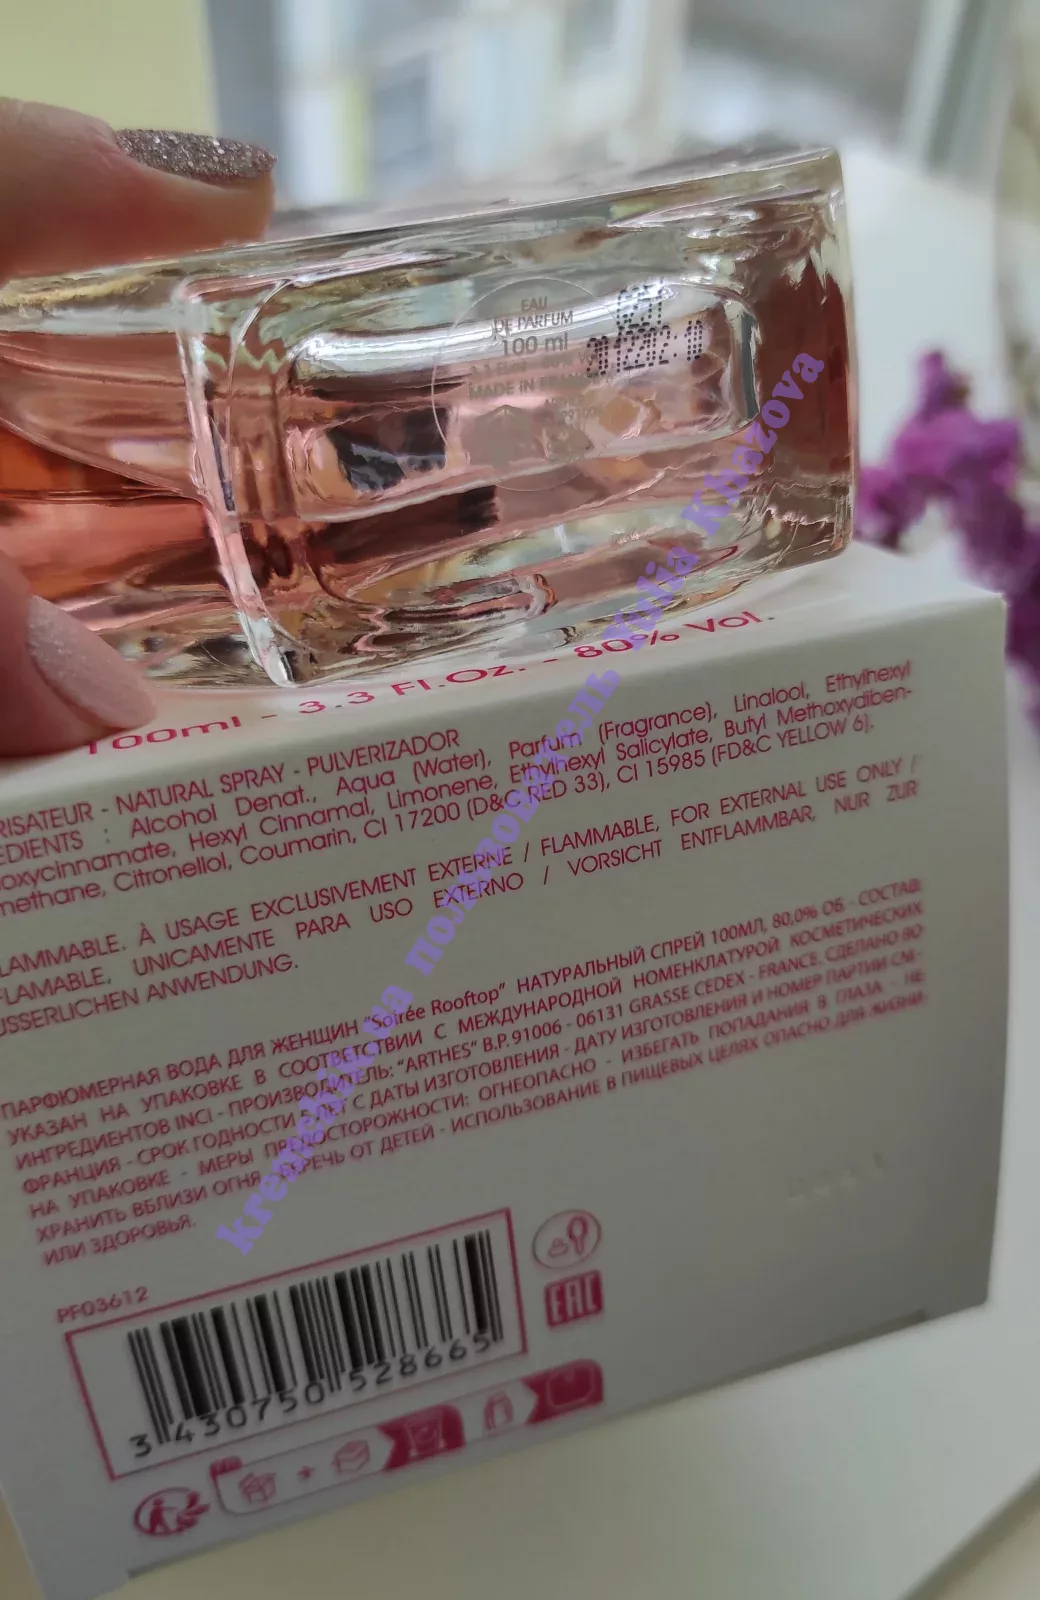 EAU
DE PARFUM
100 ml
MADE IN FRANCE
100ml - 3.3 Fl.Oz. - 80% Vol.
RISATEUR - NATURAL SPRAY - PULVERIZADOR
EDIENTS : Alcohol Denat., Aqua (Water), Parfum (Fragrance), Linalool, Ethylhexyl
oxycinnamate, Hexyl Cinnamal, Limonene, Ethylhexyl Salicylate, Butyl Methoxydiben-
methane, Citronellol, Coumarin, CI 17200 (D&C RED 33), CI 15985 (FD&C YELLOW 6).
LAMMABLE. À USAGE EXCLUSIVEMENT EXTERNE / FLAMMABLE, FOR EXTERNAL USE ONLY /
FLAMABLE, UNICAMENTE PARA USO EXTERNO / VORSICHT ENTFLAMMBAR, NUR ZUR
USSERLICHEN ANWENDUNG.
ПАРФЮМЕРНАЯ ВОДА ДЛЯ ЖЕНЩИН "Soirée Rooftop" НАТУРАЛЬНЫЙ СПРЕЙ 100МЛ, 80,0% ОБ. - СОСТАВ:
УКАЗАН НА УПАКОВКЕ В СООТВЕТСТВИИ С МЕЖДУНАРОДНОЙ НОМЕНКЛАТУРОЙ КОСМЕТИЧЕСКИХ
ИНГРЕДИЕНТОВ INCI - ПРОИЗВОДИТЕЛЬ: "ARTHES" B.P. 91006 - 06131 GRASSE CEDEX - FRANCE. СДЕЛАНО ВО
ФРАНЦИЯ - СРОК ГОДНОСТИ 5 ЛЕТ С ДАТЫ ИЗГОТОВЛЕНИЯ - ДАТУ ИЗГОТОВЛЕНИЯ И НОМЕР ПАРТИИ СМ-
НА УПАКОВКЕ - МЕРЫ ПРЕДОСТОРОЖНОСТИ: ОГНЕОПАСНО - ИЗБЕГАТЬ ПОПАДАНИЯ В ГЛАЗА - НЕ
ХРАНИТЬ ВБЛИЗИ ОГНЯ - БЕРЕЧЬ ОТ ДЕТЕЙ - ИСПОЛЬЗОВАНИЕ В ПИЩЕВЫХ ЦЕЛЯХ ОПАСНО ДЛЯ ЖИЗНИ
ИЛИ ЗДОРОВЬЯ.
PF03612
3 430750 528665
EAC
kremshik.ua пользователь Yulia Khazova